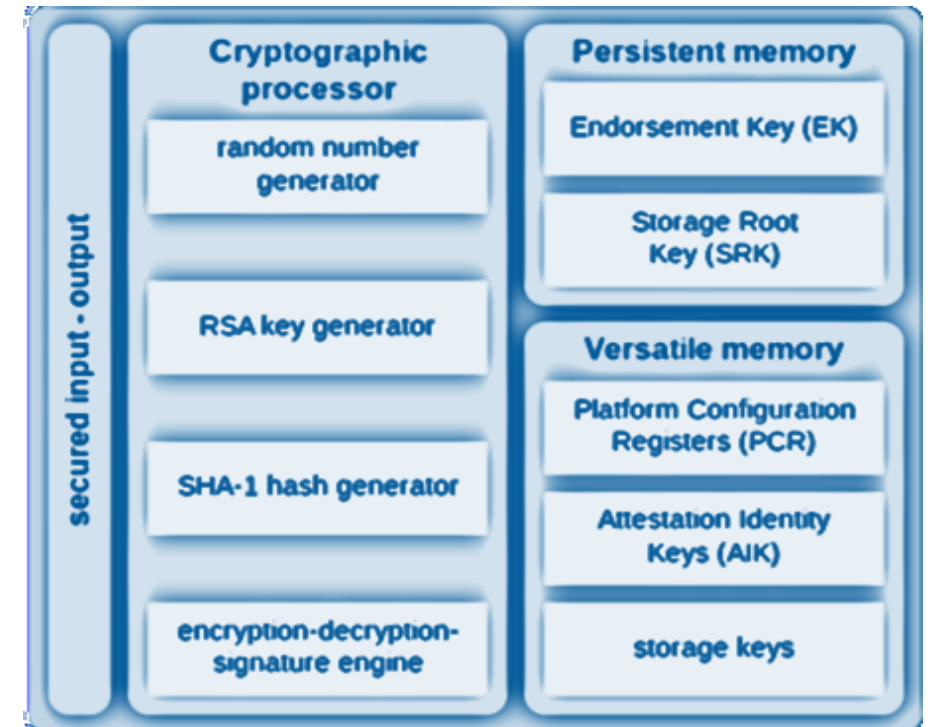 secured input - output
Cryptographic
processor
random number
generator
RSA key generator
SHA-1 hash generator
encryption-decryption-
signature engine
Persistent memory
Endorsement Key (EK)
Storage Root
Key (SRK)
Versatile memory
Platform Configuration
Registers (PCR)
Attestation Identity
Keys (AIK)
storage keys